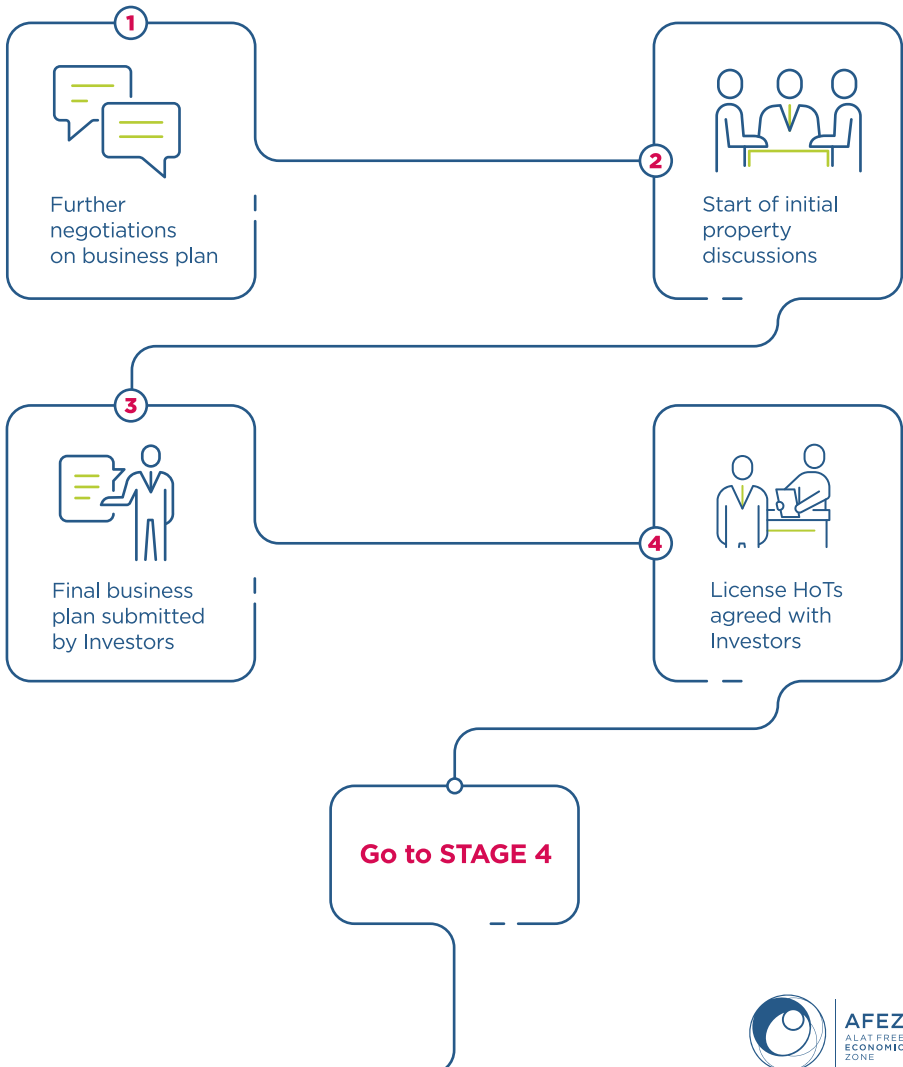 1
Further
negotiations
on business plan
2
Start of initial
property
discussions
3
Final business
plan submitted
by Investors
4
License HoTs
agreed with
Investors
Go to STAGE 4
AFEZ
ALAT FREE
ECONOMIC
ZONE